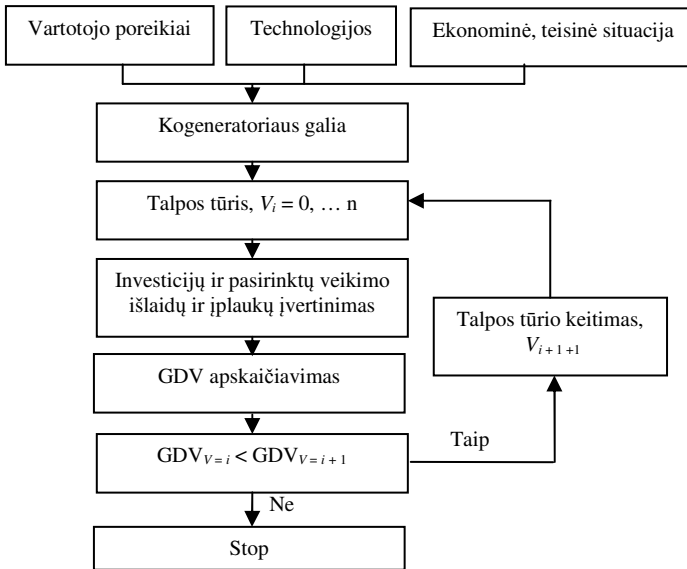 Vartotojo poreikiai
Technologijos
Ekonominė, teisinė situacija
Kogeneratoriaus galia
Talpos tūris, Vi = 0, … n
Investicijų ir pasirinktų veikimo
išlaidų ir įplaukų įvertinimas
Talpos tūrio keitimas,
Vi + 1 +1
GDV apskaičiavimas
GDVV = i < GDVV = i + 1
Taip
Ne
Stop